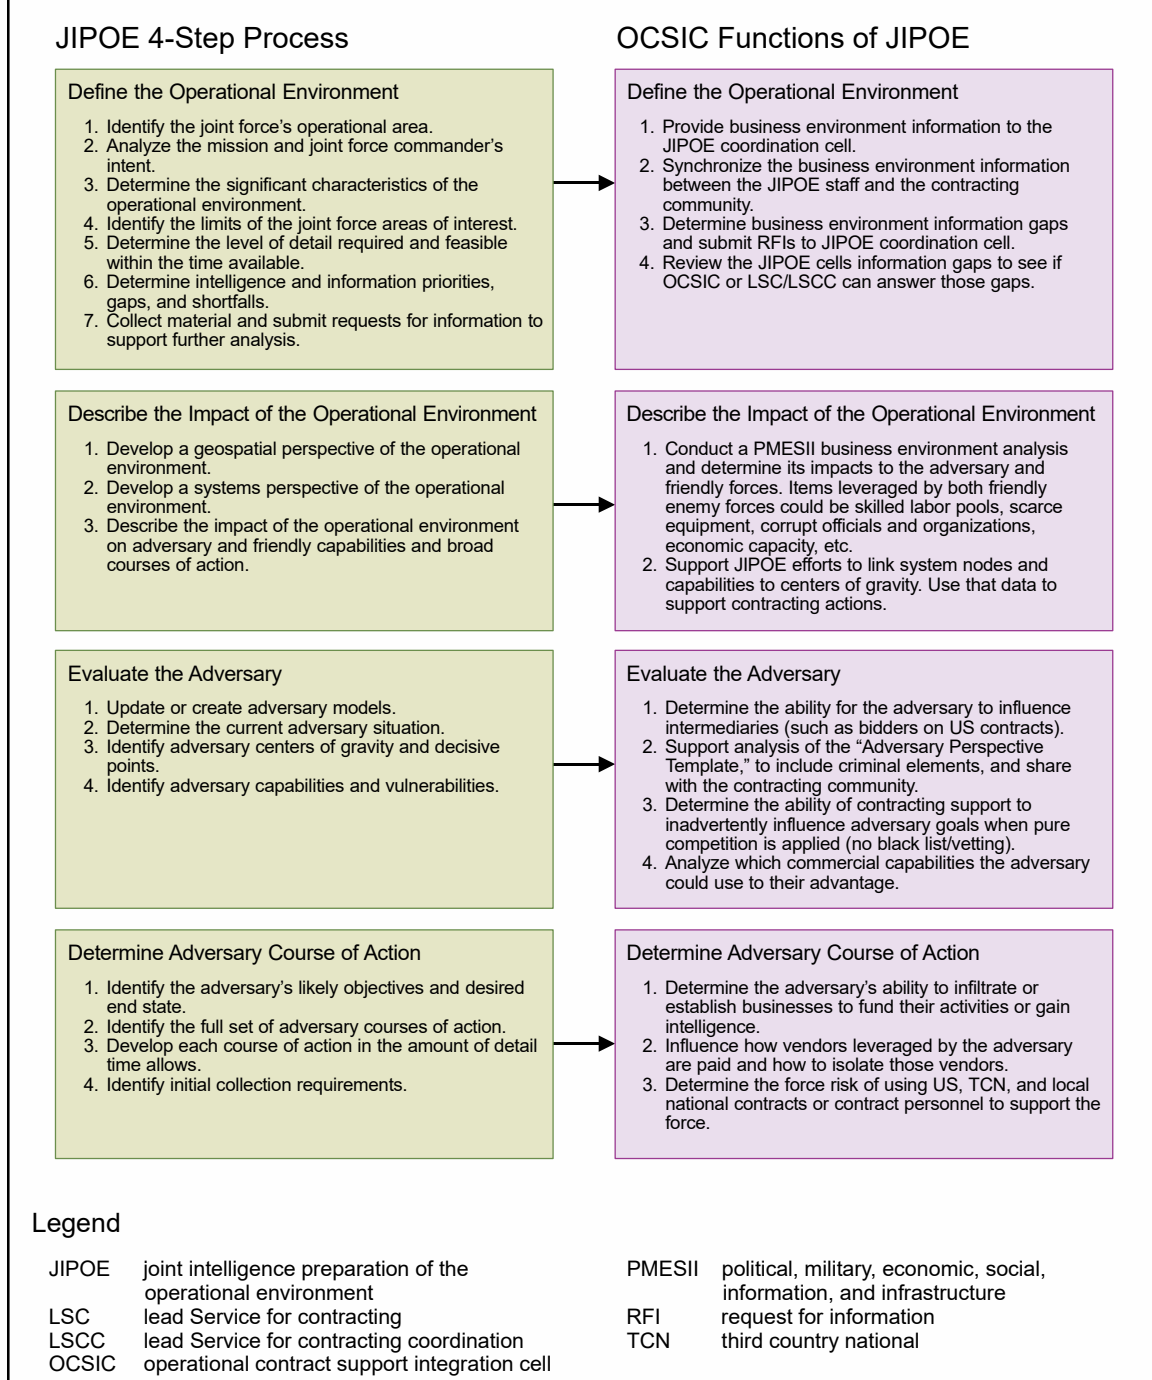 JIPOE 4-Step Process
OCSIC Functions of JIPOE
Define the Operational Environment
1. Identify the joint force's operational area.
2. Analyze the mission and joint force commander's
intent.
3. Determine the significant characteristics of the
operational environment.
4. Identify the limits of the joint force areas of interest.
5. Determine the level of detail required and feasible
within the time available.
6. Determine intelligence and information priorities,
gaps, and shortfalls.
7. Collect material and submit requests for information to
support further analysis.
Define the Operational Environment
1. Provide business environment information to the
JIPOE coordination cell.
2. Synchronize the business environment information
between the JIPOE staff and the contracting
community.
3. Determine business environment information gaps
and submit RFIs to JIPOE coordination cell.
4. Review the JIPOE cells information gaps to see if
OCSIC or LSC/LSCC can answer those gaps.
Describe the Impact of the Operational Environment
1. Develop a geospatial perspective of the operational
environment.
2. Develop a systems perspective of the operational
environment.
3. Describe the impact of the operational environment
on adversary and friendly capabilities and broad
courses of action.
Describe the Impact of the Operational Environment
1. Conduct a PMESII business environment analysis
and determine its impacts to the adversary and
friendly forces. Items leveraged by both friendly
enemy forces could be skilled labor pools, scarce
equipment, corrupt officials and organizations,
economic capacity, etc.
2. Support JIPOE efforts to link system nodes and
capabilities to centers of gravity. Use that data to
support contracting actions.
Evaluate the Adversary
1. Update or create adversary models.
2. Determine the current adversary situation.
3. Identify adversary centers of gravity and decisive
points.
4. Identify adversary capabilities and vulnerabilities.
Evaluate the Adversary
1. Determine the ability for the adversary to influence
intermediaries (such as bidders on US contracts).
2. Support analysis of the “Adversary Perspective
Template,” to include criminal elements, and share
with the contracting community.
3. Determine the ability of contracting support to
inadvertently influence adversary goals when pure
competition is applied (no black list/vetting).
4. Analyze which commercial capabilities the adversary
could use to their advantage.
Determine Adversary Course of Action
1. Identify the adversary's likely objectives and desired
end state.
2. Identify the full set of adversary courses of action.
3. Develop each course of action in the amount of detail
time allows.
4. Identify initial collection requirements.
Determine Adversary Course of Action
1. Determine the adversary's ability to infiltrate or
establish businesses to fund their activities or gain
intelligence.
2. Influence how vendors leveraged by the adversary
are paid and how to isolate those vendors.
3. Determine the force risk of using US, TCN, and local
national contracts or contract personnel to support the
force.
Legend
JIPOE joint intelligence preparation of the
operational environment
LSC lead Service for contracting
LSCC lead Service for contracting coordination
OCSIC operational contract support integration cell
PMESII political, military, economic, social,
information, and infrastructure
RFI request for information
TCN third country national